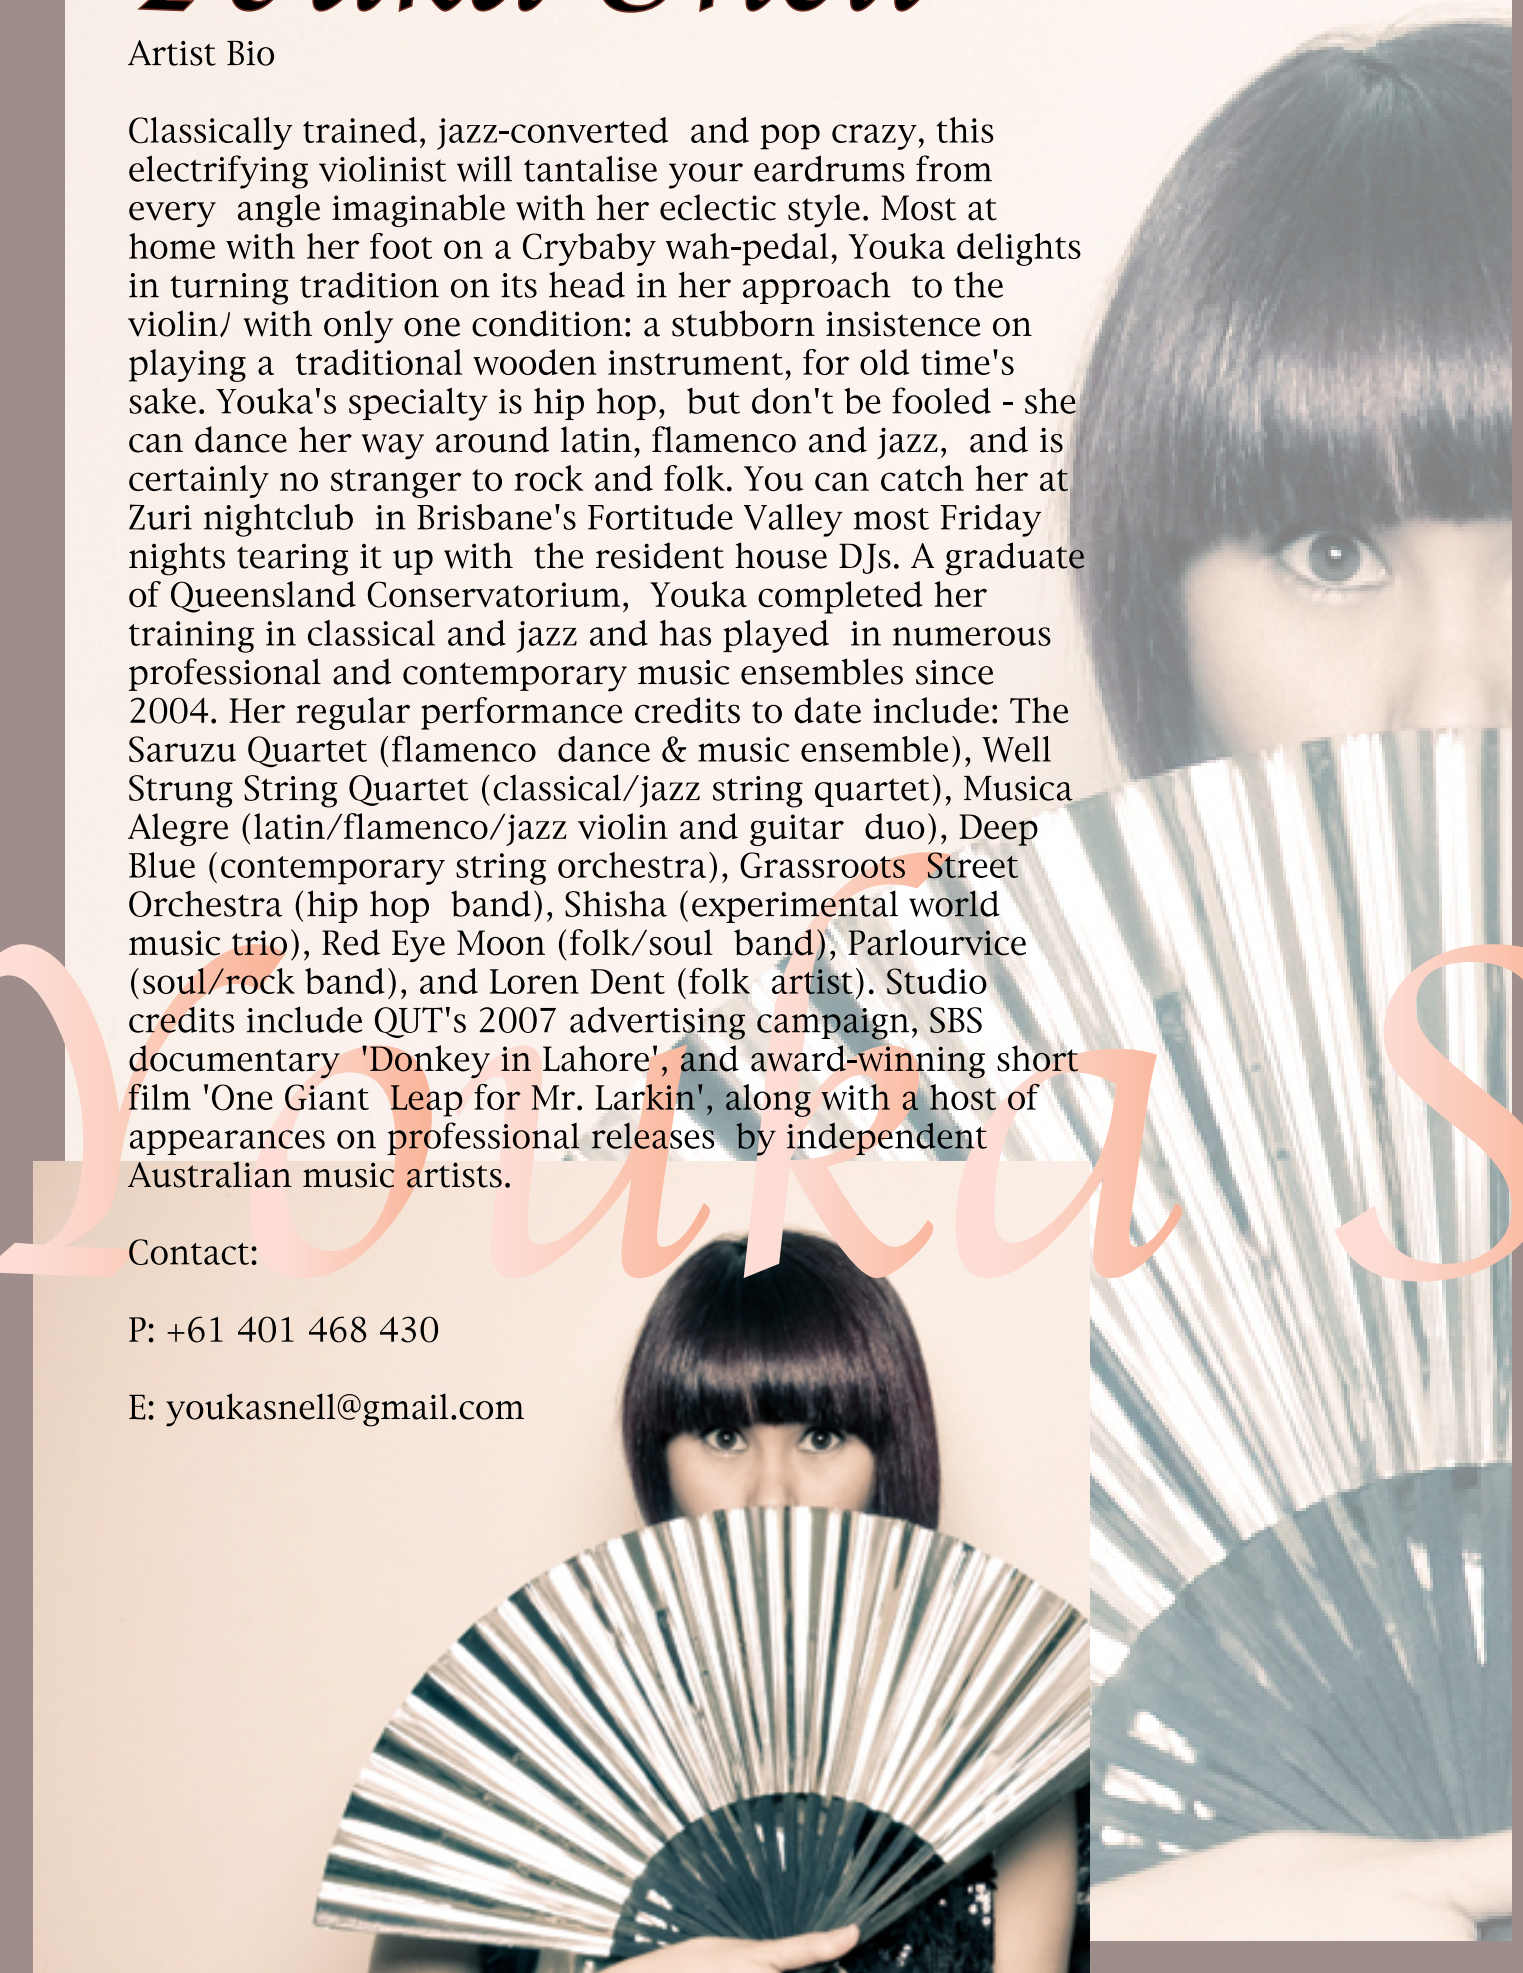 Youka Snell
Artist Bio
Classically trained, jazz-converted  and pop crazy, this
electrifying violinist will tantalise your eardrums from
every  angle imaginable with her eclectic style. Most at
home with her foot on a Crybaby wah-pedal, Youka delights
in turning tradition on its head in her approach  to the
violin/ with only one condition: a stubborn insistence on
playing a  traditional wooden instrument, for old time's
sake. Youka's specialty is hip hop,  but don't be fooled - she
can dance her way around latin, flamenco and jazz,  and is
certainly no stranger to rock and folk. You can catch her at
Zuri nightclub  in Brisbane's Fortitude Valley most Friday
nights tearing it up with  the resident house DJs. A graduate
of Queensland Conservatorium,  Youka completed her
training in classical and jazz and has played  in numerous
professional and contemporary music ensembles since
2004. Her regular performance credits to date include: The
Saruzu Quartet (flamenco  dance & music ensemble), Well
Strung String Quartet (classical/jazz string quartet), Musica
Alegre (latin/flamenco/jazz violin and guitar  duo), Deep
Blue (contemporary string orchestra), Grassroots  Street
Orchestra (hip hop  band), Shisha (experimental world
music trio), Red Eye Moon (folk/soul  band), Parlourvice
(soul/rock band), and Loren Dent (folk  artist). Studio
credits include QUT's 2007 advertising campaign, SBS
documentary  'Donkey in Lahore', and award-winning short
film 'One Giant  Leap for Mr. Larkin', along with a host of
appearances on professional releases  by independent
Australian music artists.
Youka S
Contact:
P: +61 401 468 430
E: youkasnell@gmail.com